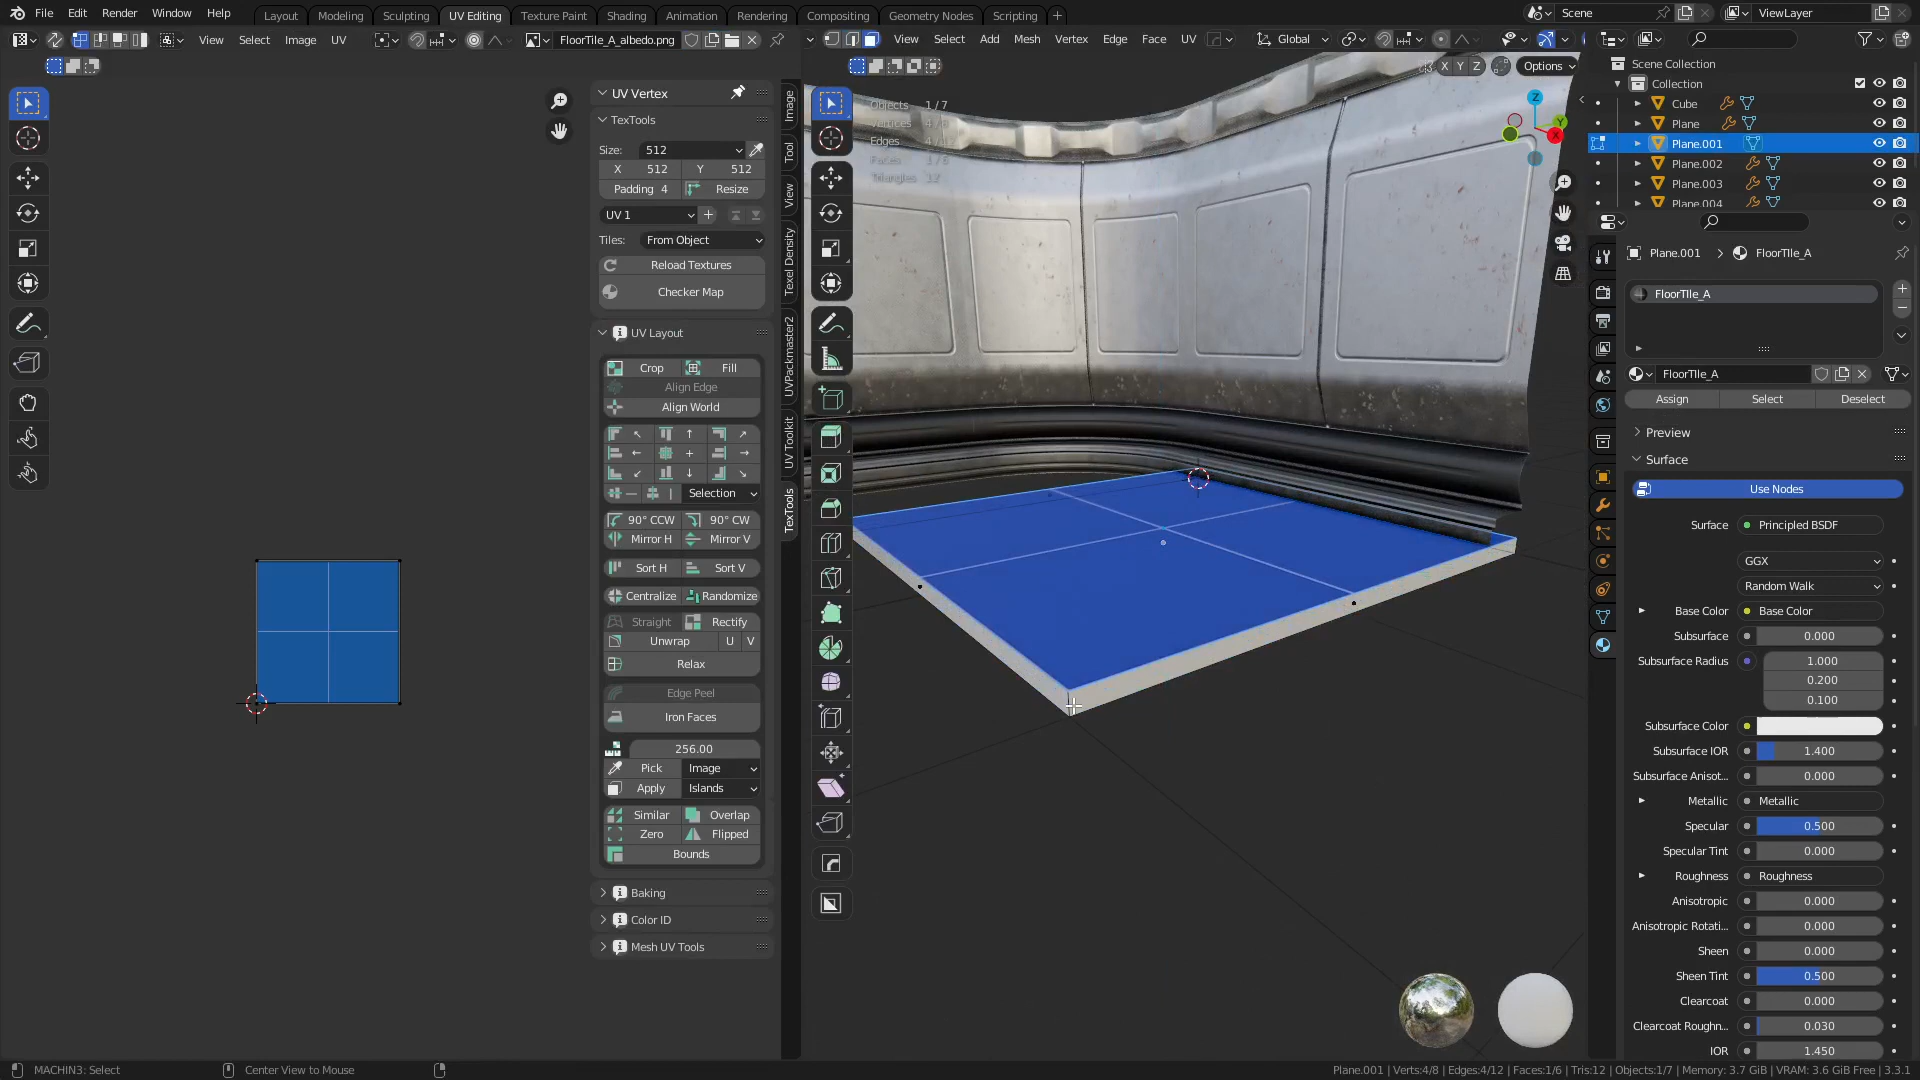 File Edit Render Window Help
Layout Modeling Sculpting UV Editing Texture Paint Shading Animation Rendering Compositing Geometry Nodes Scripting +
Scene
ViewLayer
View Select Image UV
FloorTile_A_albedo.png
View Select Add Mesh Vertex Edge Face UV
Global
X Y Z
Options
Scene Collection
Collection
Cube
Plane
Plane.001
Plane.002
Plane.003
Plane.004
UV Vertex
TexTools
Size: 512
X 512 Y 512
Padding 4 Resize
UV 1
Tiles: From Object
Reload Textures
Checker Map
UV Layout
Crop Fill
Align Edge
Align World
Selection
90° CCW 90° CW
Mirror H Mirror V
Sort H Sort V
Centralize Randomize
Straight Rectify
Unwrap U V
Relax
Edge Peel
Iron Faces
256.00
Pick Image
Apply Islands
Similar Overlap
Zero Flipped
Bounds
Baking
Color ID
Mesh UV Tools
Image
Tool
View
Texel Density
UVPackmaster2
UV Toolkit
TexTools
Objects 1/7
Vertices
Edges
Faces 1/6
Triangles 12
Z
Y
X
Plane.001 > FloorTIle_A
FloorTIle_A
FloorTIle_A
Assign Select Deselect
Preview
Surface
Use Nodes
Surface Principled BSDF
GGX
Random Walk
Base Color Base Color
Subsurface 0.000
Subsurface Radius 1.000
0.200
0.100
Subsurface Color
Subsurface IOR 1.400
Subsurface Anisot... 0.000
Metallic Metallic
Specular 0.500
Specular Tint 0.000
Roughness Roughness
Anisotropic 0.000
Anisotropic Rotati... 0.000
Sheen 0.000
Sheen Tint 0.500
Clearcoat 0.000
Clearcoat Roughn... 0.030
IOR 1.450
MACHIN3: Select
Center View to Mouse
Plane.001 | Verts:4/8 | Edges:4/12 | Faces:1/6 | Tris:12 | Objects:1/7 | Memory: 3.7 GiB | VRAM: 3.6 GiB Free | 3.3.1